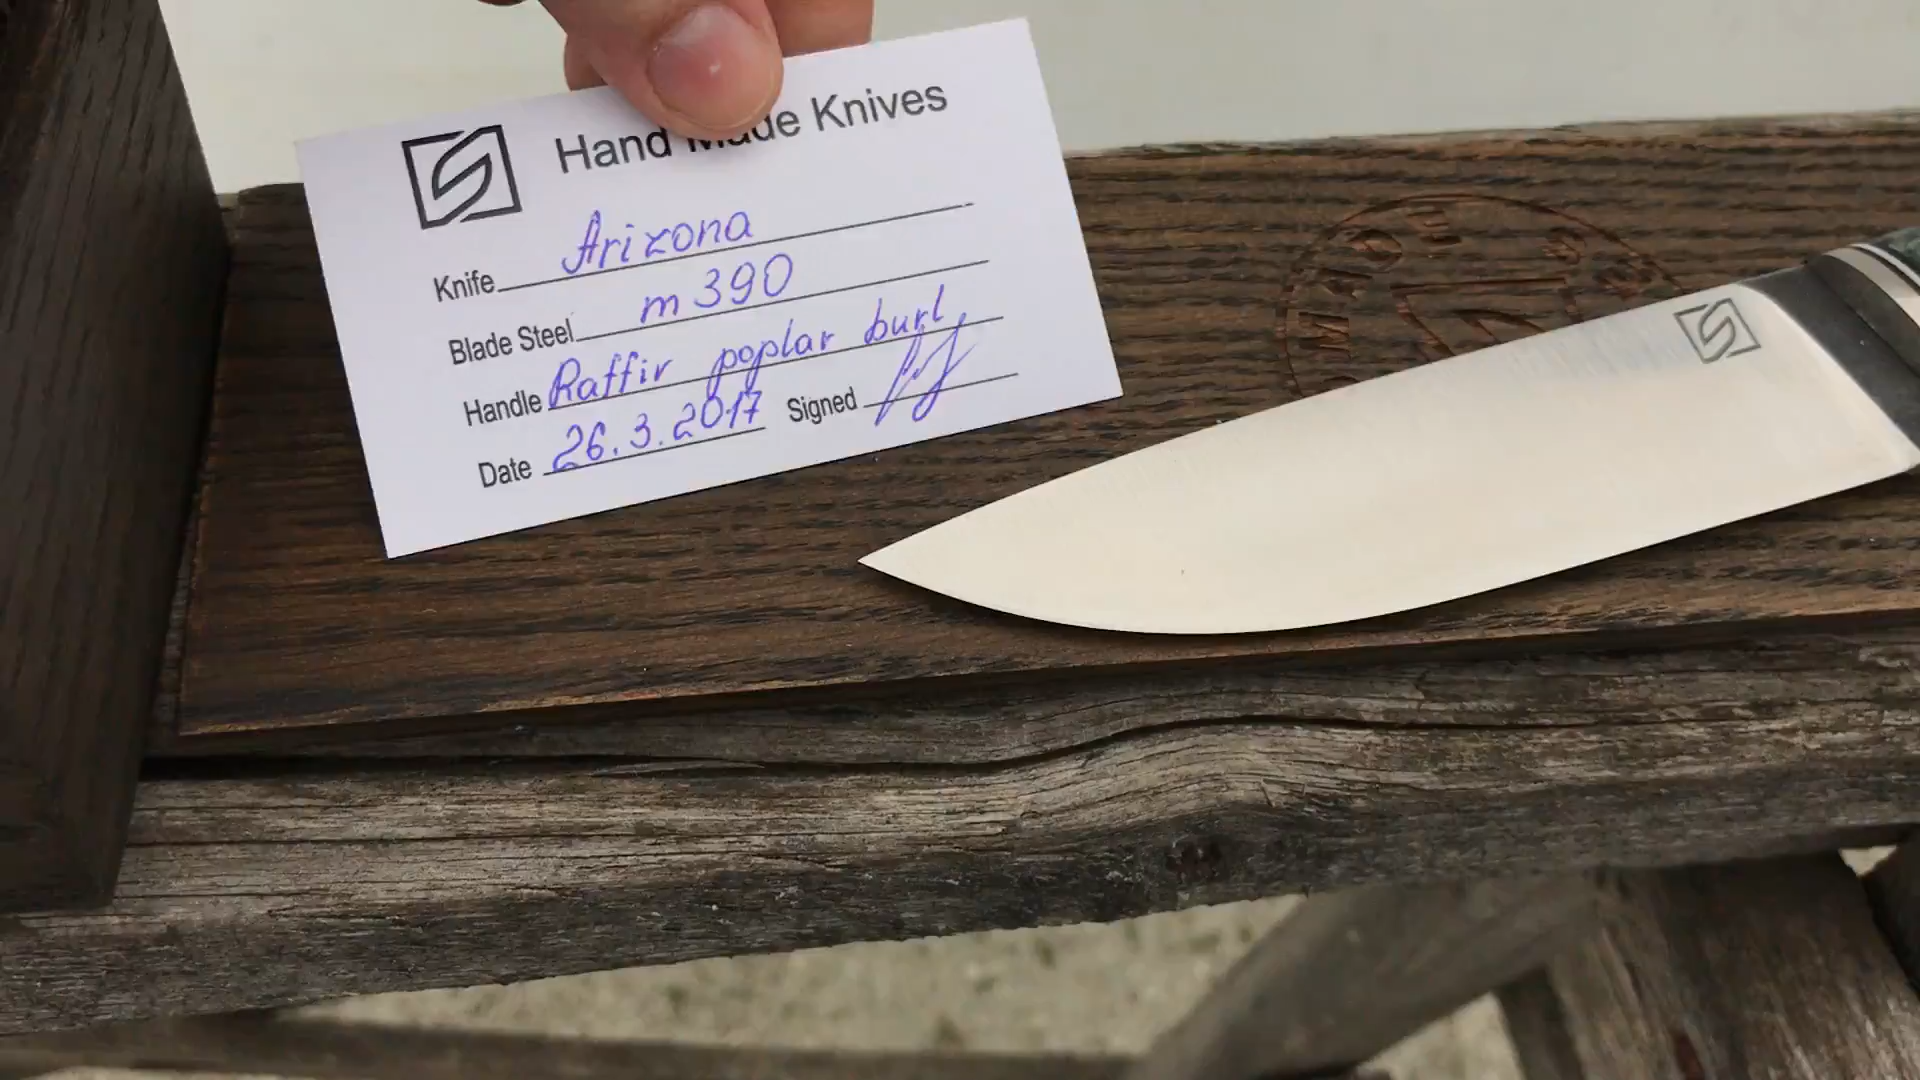 Hand Made Knives
Knife Arizona
Blade Steel m390
Handle Raffir poplar burl
Date 26.3.2017 Signed